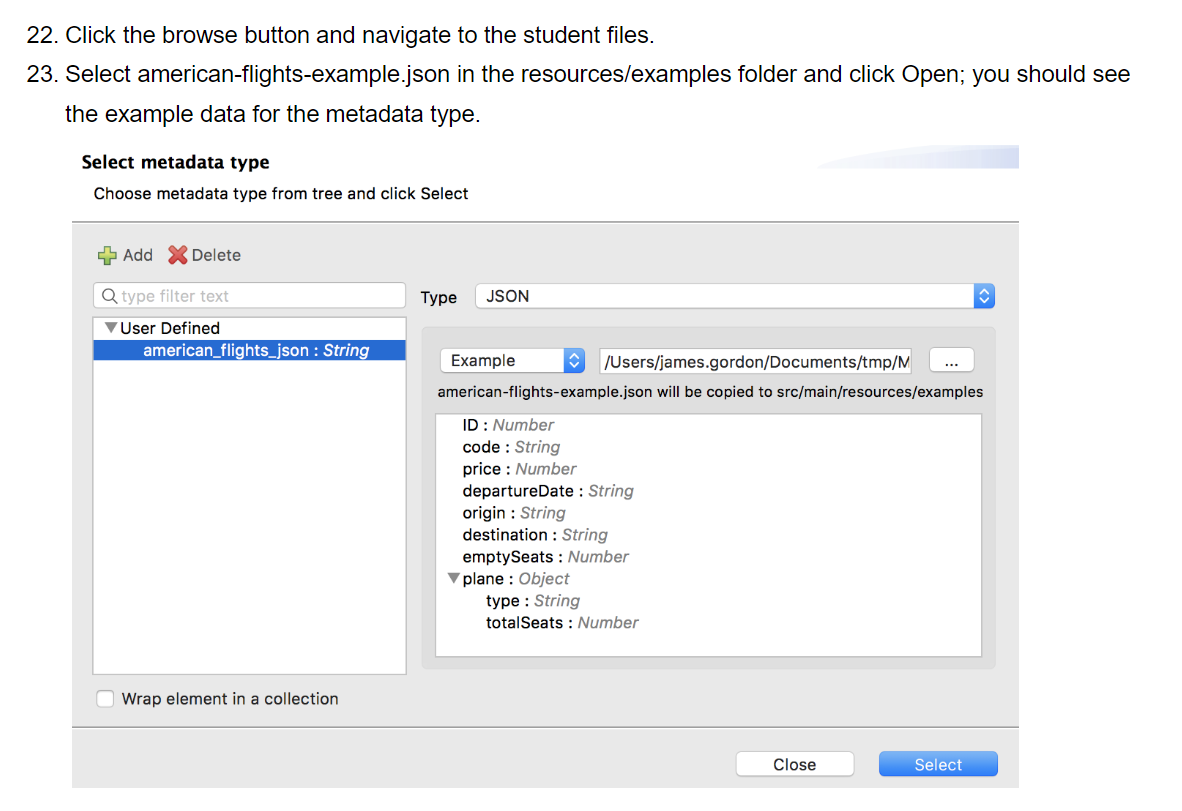 22. Click the browse button and navigate to the student files.
23. Select american-flights-example.json in the resources/examples folder and click Open; you should see
the example data for the metadata type.
Select metadata type
Choose metadata type from tree and click Select
Add Delete
type filter text
Type JSON
User Defined
american_flights_json : String
Example /Users/james.gordon/Documents/tmp/M ...
american-flights-example.json will be copied to src/main/resources/examples
ID : Number
code : String
price : Number
departureDate : String
origin : String
destination : String
emptySeats : Number
plane : Object
type : String
totalSeats : Number
Wrap element in a collection
Close Select